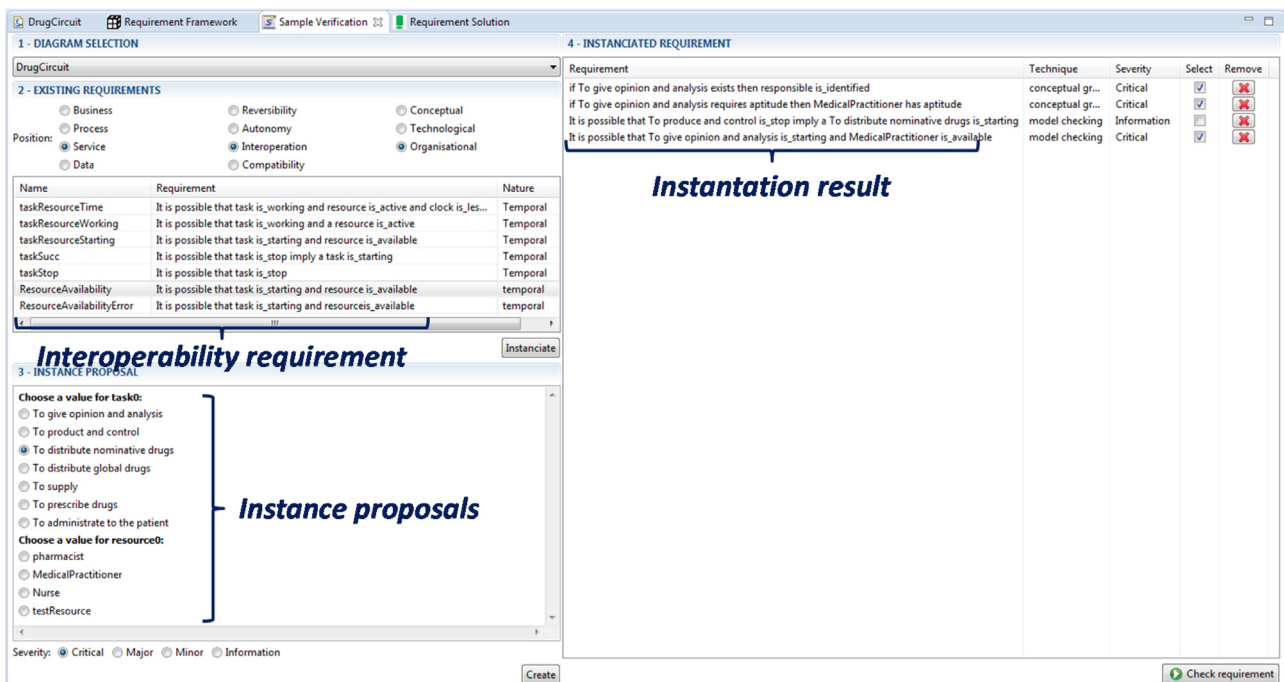 DrugCircuit Requirement Framework Sample Verification Requirement Solution
1 - DIAGRAM SELECTION
DrugCircuit
2 - EXISTING REQUIREMENTS
Position:
Business Reversibility Conceptual
Process Autonomy Technological
Service Interoperation Organisational
Data Compatibility
Name Requirement Nature
taskResourceTime It is possible that task is_working and resource is_active and clock is_les... Temporal
taskResourceWorking It is possible that task is_working and a resource is_active Temporal
taskResourceStarting It is possible that task is_starting and resource is_available Temporal
taskSucc It is possible that task is_stop imply a task is_starting Temporal
taskStop It is possible that task is_stop Temporal
ResourceAvailability It is possible that task is_starting and resource is_available temporal
ResourceAvailabilityError It is possible that task is_starting and resourceis_available temporal
Interoperability requirement
Instanciate
3 - INSTANCE PROPOSAL
Choose a value for task0:
To give opinion and analysis
To product and control
To distribute nominative drugs
To distribute global drugs
To supply
To prescribe drugs
To administrate to the patient
Choose a value for resource0:
pharmacist
MedicalPractitioner
Nurse
testResource
Instance proposals
Severity: Critical Major Minor Information
Create
4 - INSTANCIATED REQUIREMENT
Requirement Technique Severity Select Remove
if To give opinion and analysis exists then responsible is_identified conceptual gr... Critical
if To give opinion and analysis requires aptitude then MedicalPractitioner has aptitude conceptual gr... Critical
It is possible that To produce and control is_stop imply a To distribute nominative drugs is_starting model checking Information
It is possible that To give opinion and analysis is_starting and MedicalPractitioner is_available model checking Critical
Instantation result
Check requirement